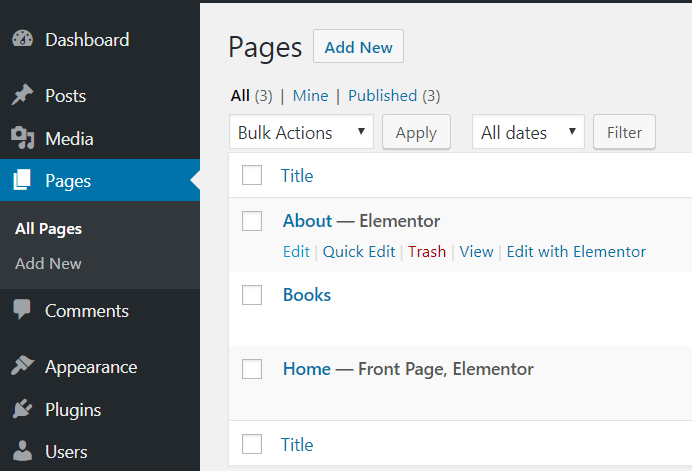 Dashboard
Posts
Media
Pages
All Pages
Add New
Comments
Appearance
Plugins
Users
Pages Add New
All (3) | Mine | Published (3)
Bulk Actions Apply All dates Filter
Title
About — Elementor
Edit | Quick Edit | Trash | View | Edit with Elementor
Books
Home — Front Page, Elementor
Title